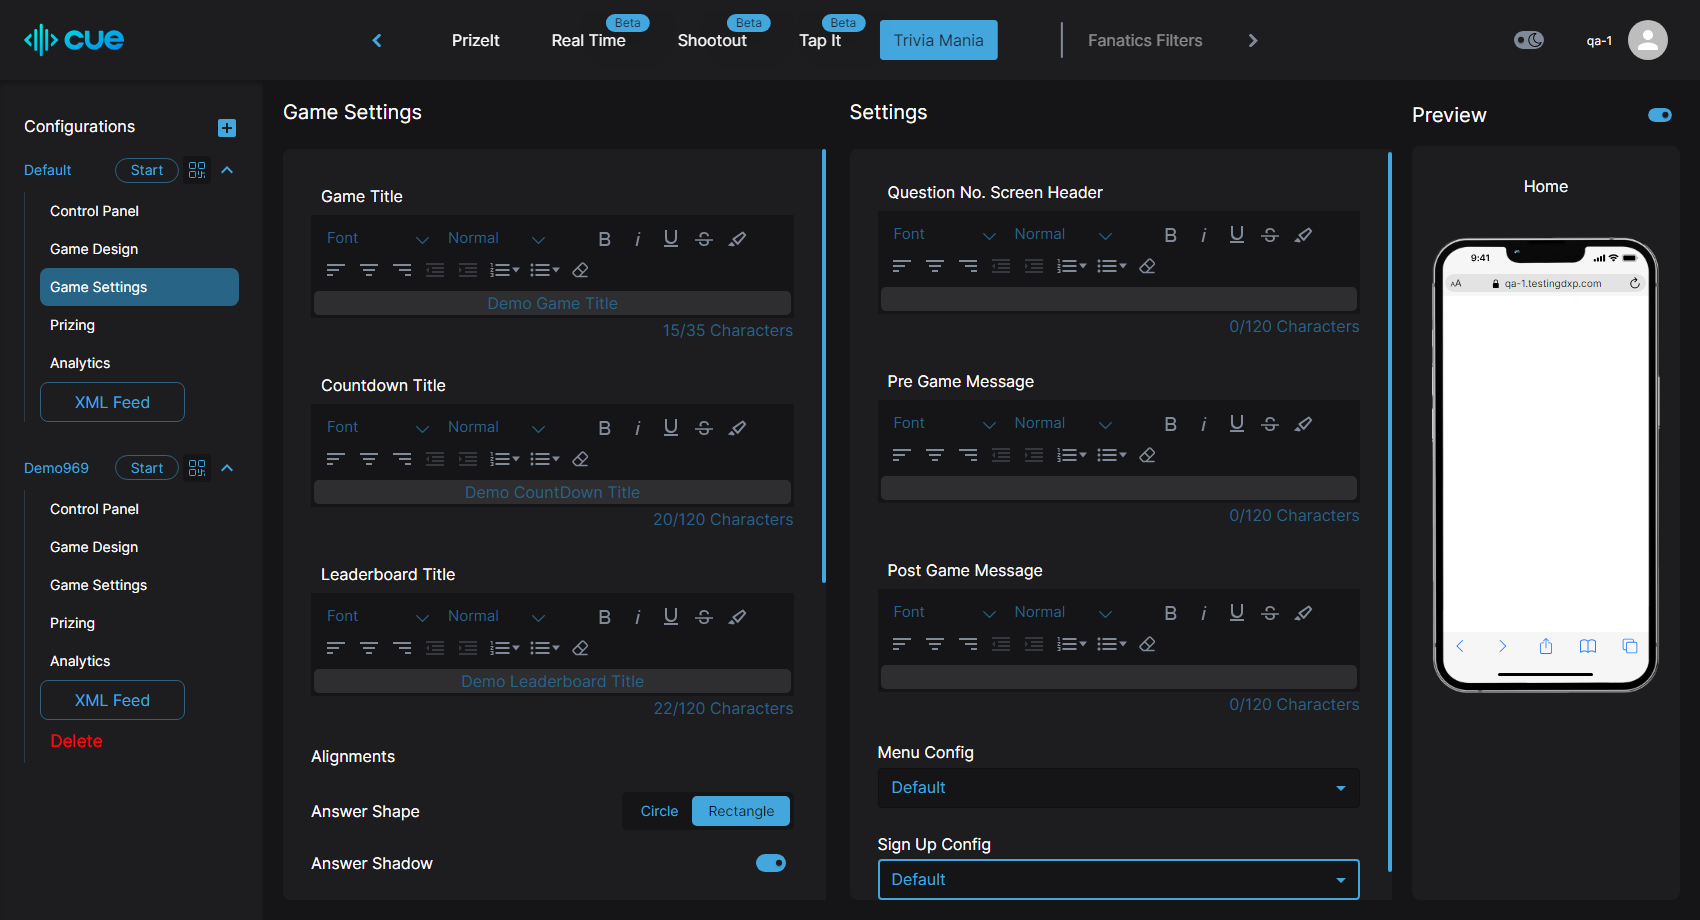 cue
PrizeIt
Real Time
Beta
Shootout
Beta
Tap It
Beta
Trivia Mania
Fanatics Filters
qa-1
Configurations
Default
Start
Control Panel
Game Design
Game Settings
Prizing
Analytics
XML Feed
Demo969
Start
Control Panel
Game Design
Game Settings
Prizing
Analytics
XML Feed
Delete
Game Settings
Game Title
Font Normal B i U S
Demo Game Title
15/35 Characters
Countdown Title
Font Normal B i U S
Demo CountDown Title
20/120 Characters
Leaderboard Title
Font Normal B i U S
Demo Leaderboard Title
22/120 Characters
Alignments
Answer Shape Circle Rectangle
Answer Shadow
Settings
Question No. Screen Header
Font Normal B i U S
0/120 Characters
Pre Game Message
Font Normal B i U S
0/120 Characters
Post Game Message
Font Normal B i U S
0/120 Characters
Menu Config
Default
Sign Up Config
Default
Preview
Home
9:41
AA qa-1.testingdxp.com